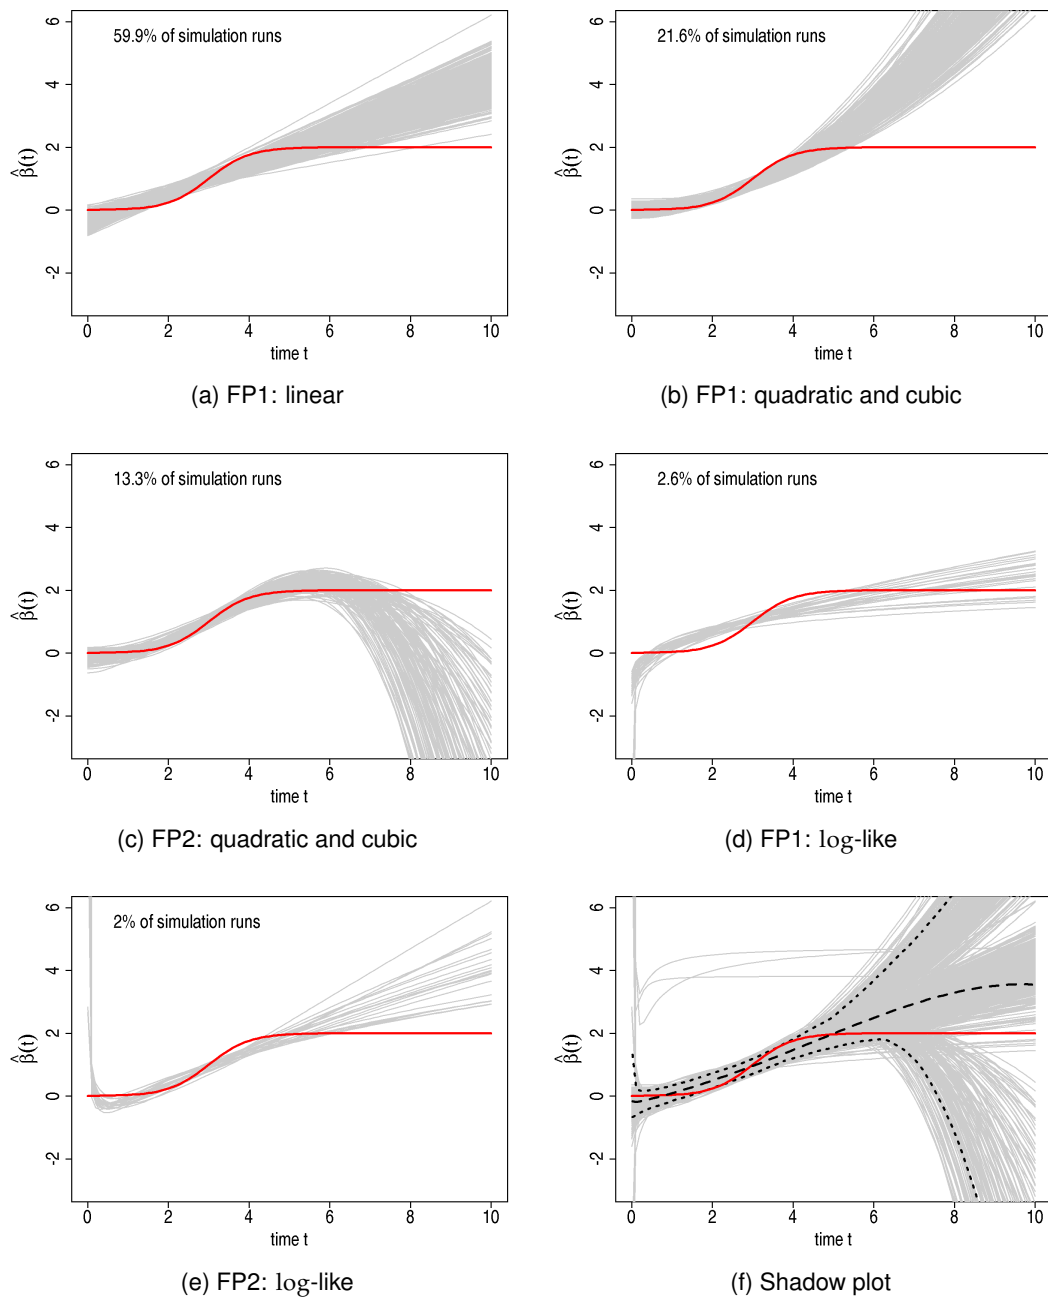 59.9% of simulation runs
6
4
2
0
-2
β̂(t)
0 2 4 6 8 10
time t
(a) FP1: linear
21.6% of simulation runs
6
4
2
0
-2
β̂(t)
0 2 4 6 8 10
time t
(b) FP1: quadratic and cubic
13.3% of simulation runs
6
4
2
0
-2
β̂(t)
0 2 4 6 8 10
time t
(c) FP2: quadratic and cubic
2.6% of simulation runs
6
4
2
0
-2
β̂(t)
0 2 4 6 8 10
time t
(d) FP1: log-like
2% of simulation runs
6
4
2
0
-2
β̂(t)
0 2 4 6 8 10
time t
(e) FP2: log-like
6
4
2
0
-2
β̂(t)
0 2 4 6 8 10
time t
(f) Shadow plot